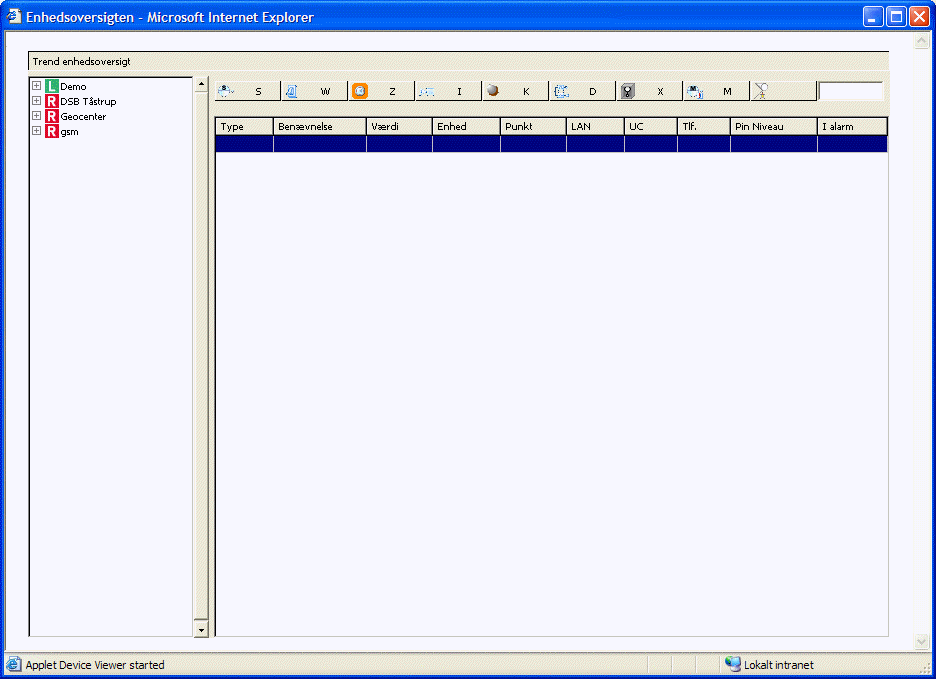 Enhedsoversigten - Microsoft Internet Explorer
Trend enhedsoversigt
Demo
DSB Tåstrup
Geocenter
gsm
S W Z I K D X M
Type Benævnelse Værdi Enhed Punkt LAN UC Tlf. Pin Niveau I alarm
L
R
R
R
Applet Device Viewer started
Lokalt intranet